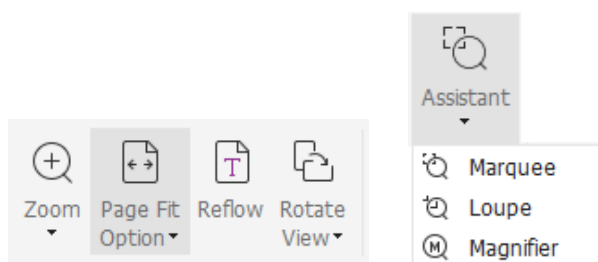 Assistant
Marquee
Loupe
Magnifier
Zoom
Page Fit
Option
Reflow
Rotate
View